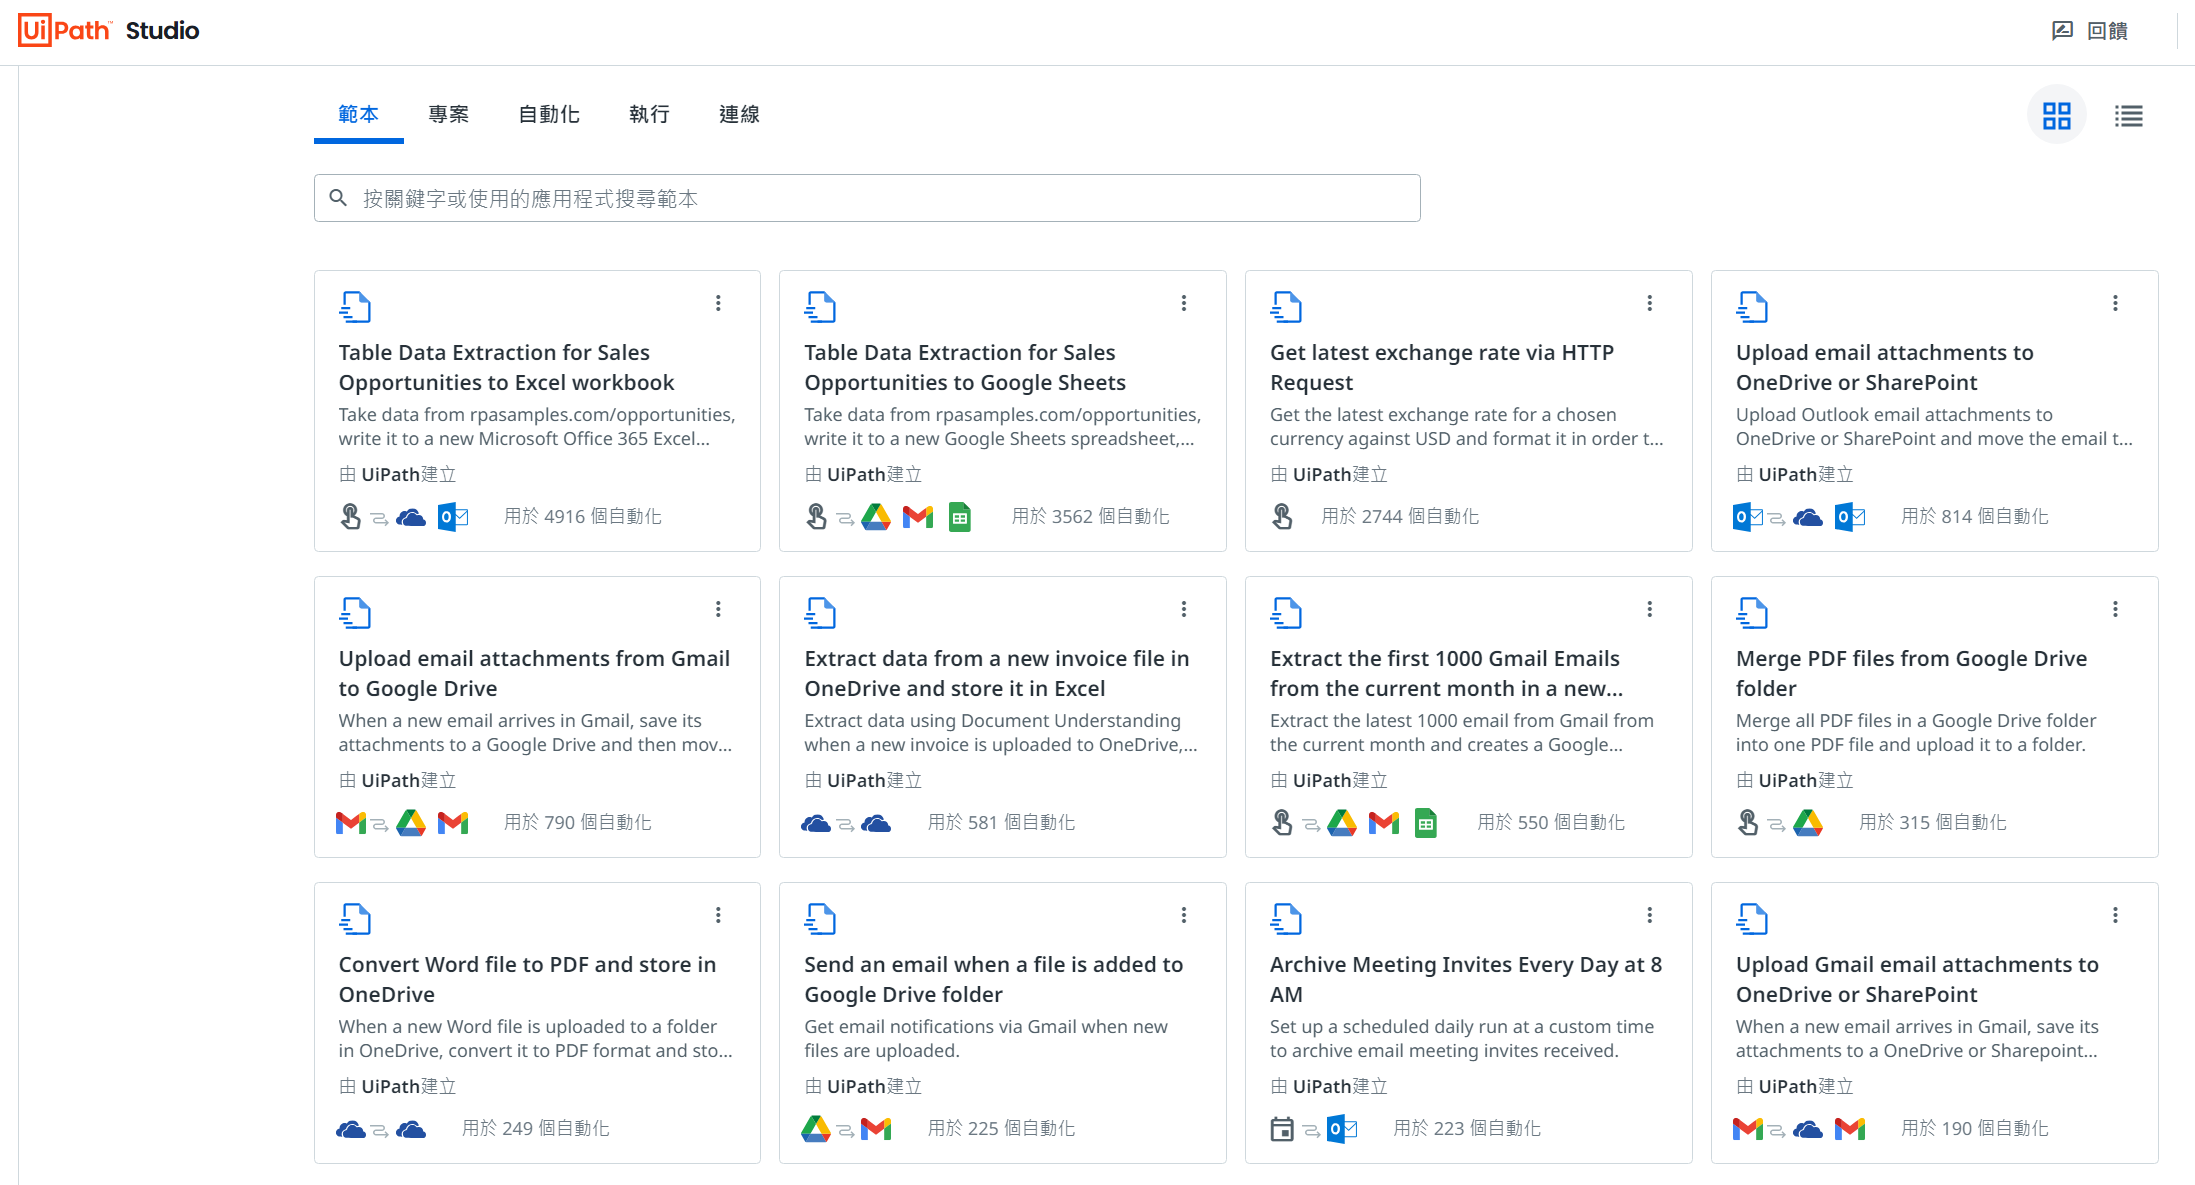 UiPath™ Studio
回饋
範本 專案 自動化 執行 連線
按關鍵字或使用的應用程式搜尋範本
Table Data Extraction for Sales
Opportunities to Excel workbook
Take data from rpasamples.com/opportunities,
write it to a new Microsoft Office 365 Excel...
由 UiPath建立
用於 4916 個自動化
Table Data Extraction for Sales
Opportunities to Google Sheets
Take data from rpasamples.com/opportunities,
write it to a new Google Sheets spreadsheet,...
由 UiPath建立
用於 3562 個自動化
Get latest exchange rate via HTTP
Request
Get the latest exchange rate for a chosen
currency against USD and format it in order t...
由 UiPath建立
用於 2744 個自動化
Upload email attachments to
OneDrive or SharePoint
Upload Outlook email attachments to
OneDrive or SharePoint and move the email t...
由 UiPath建立
用於 814 個自動化
Upload email attachments from Gmail
to Google Drive
When a new email arrives in Gmail, save its
attachments to a Google Drive and then mov...
由 UiPath建立
用於 790 個自動化
Extract data from a new invoice file in
OneDrive and store it in Excel
Extract data using Document Understanding
when a new invoice is uploaded to OneDrive,...
由 UiPath建立
用於 581 個自動化
Extract the first 1000 Gmail Emails
from the current month in a new...
Extract the latest 1000 email from Gmail from
the current month and creates a Google...
由 UiPath建立
用於 550 個自動化
Merge PDF files from Google Drive
folder
Merge all PDF files in a Google Drive folder
into one PDF file and upload it to a folder.
由 UiPath建立
用於 315 個自動化
Convert Word file to PDF and store in
OneDrive
When a new Word file is uploaded to a folder
in OneDrive, convert it to PDF format and sto...
由 UiPath建立
用於 249 個自動化
Send an email when a file is added to
Google Drive folder
Get email notifications via Gmail when new
files are uploaded.
由 UiPath建立
用於 225 個自動化
Archive Meeting Invites Every Day at 8
AM
Set up a scheduled daily run at a custom time
to archive email meeting invites received.
由 UiPath建立
用於 223 個自動化
Upload Gmail email attachments to
OneDrive or SharePoint
When a new email arrives in Gmail, save its
attachments to a OneDrive or Sharepoint...
由 UiPath建立
用於 190 個自動化